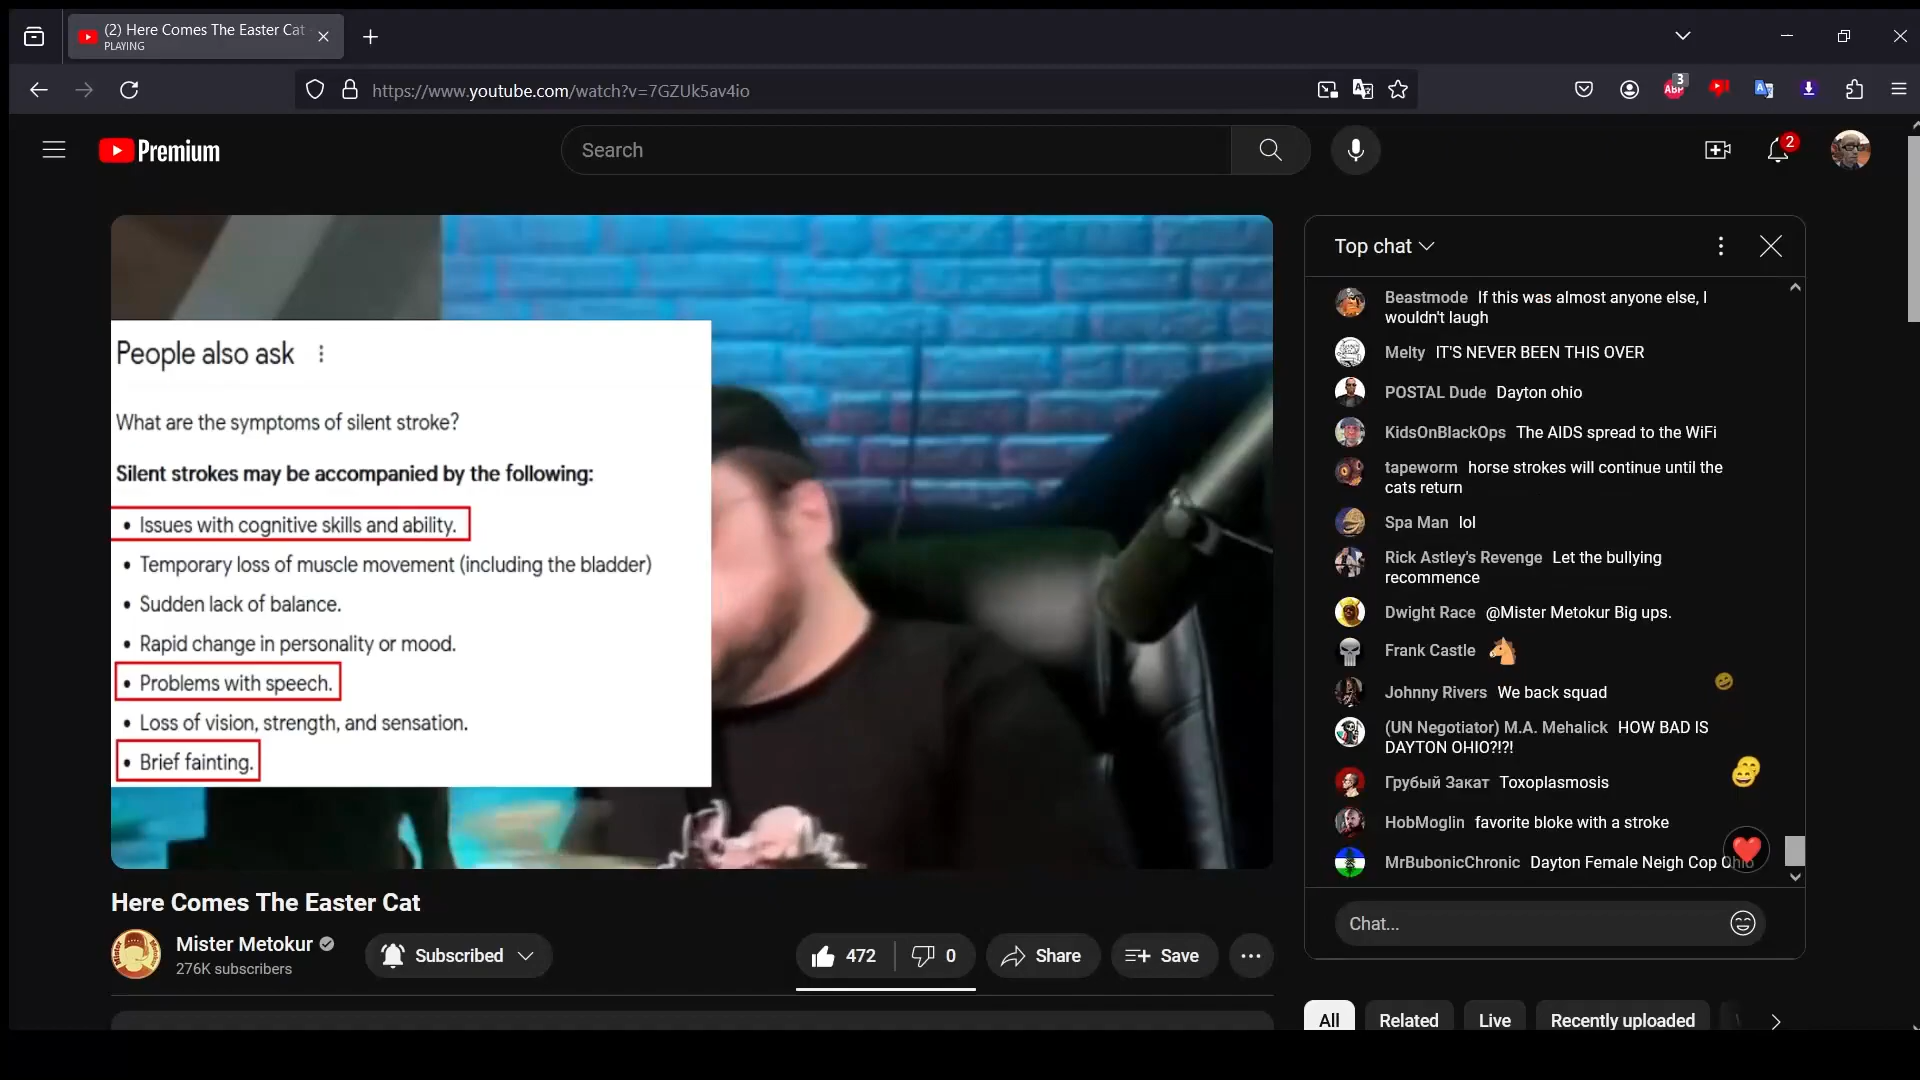 (2) Here Comes The Easter Cat
PLAYING
https://www.youtube.com/watch?v=7GZUk5av4io
3
ABP
Premium
Search
2
People also ask
What are the symptoms of silent stroke?
Silent strokes may be accompanied by the following:
• Issues with cognitive skills and ability.
• Temporary loss of muscle movement (including the bladder)
• Sudden lack of balance.
• Rapid change in personality or mood.
• Problems with speech.
• Loss of vision, strength, and sensation.
• Brief fainting.
Here Comes The Easter Cat
Mister Metokur
276K subscribers
Subscribed
472
0
Share
Save
Top chat
Beastmode If this was almost anyone else, I
wouldn't laugh
Melty IT'S NEVER BEEN THIS OVER
POSTAL Dude Dayton ohio
KidsOnBlackOps The AIDS spread to the WiFi
tapeworm horse strokes will continue until the
cats return
Spa Man lol
Rick Astley's Revenge Let the bullying
recommence
Dwight Race @Mister Metokur Big ups.
Frank Castle
Johnny Rivers We back squad
(UN Negotiator) M.A. Mehalick HOW BAD IS
DAYTON OHIO?!?!
Грубый Закат Toxoplasmosis
HobMoglin favorite bloke with a stroke
MrBubonicChronic Dayton Female Neigh Cop Ohio
Chat...
All
Related
Live
Recently uploaded